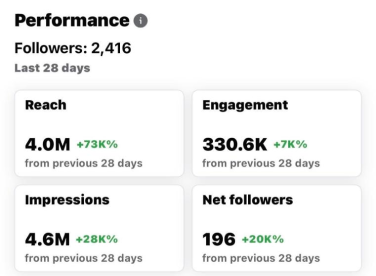 Performance
Followers: 2,416
Last 28 days
Reach
4.0M +73K%
from previous 28 days
Engagement
330.6K +7K%
from previous 28 days
Impressions
4.6M +28K%
from previous 28 days
Net followers
196 +20K%
from previous 28 days